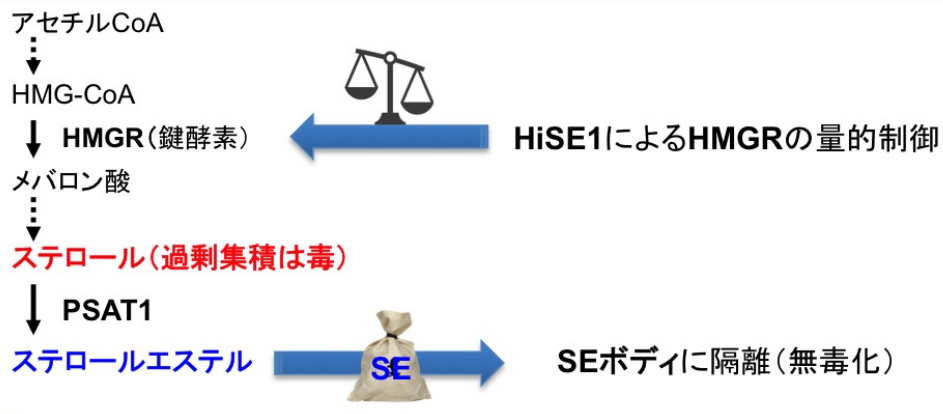 アセチルCoA
HMG-CoA
HMGR（鍵酵素）
HiSE1によるHMGRの量的制御
メバロン酸
ステロール（過剰集積は毒）
PSAT1
ステロールエステル
SE
SEボディに隔離（無毒化）